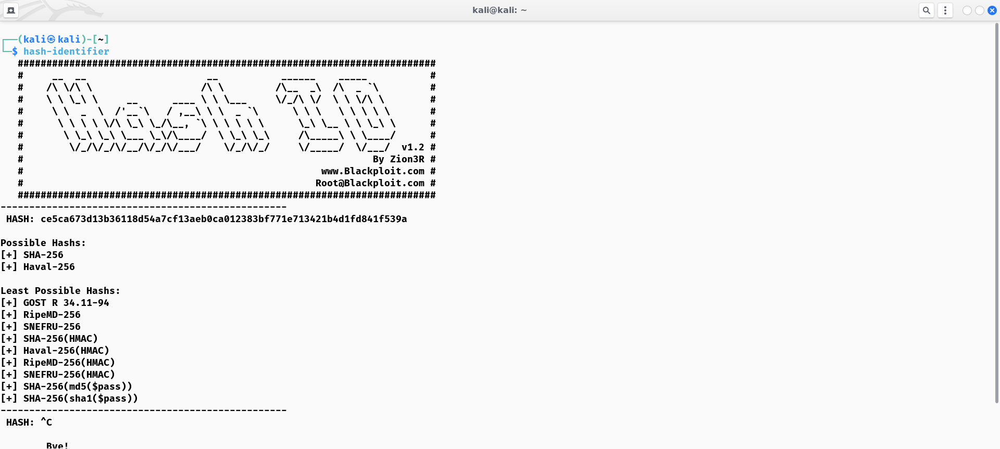 kali@kali: ~
┌──(kali㉿kali)-[~]
└─$ hash-identifier
   #########################################################################
   #     __  __                     __           ______    _____           #
   #    /\ \/\ \                   /\ \         /\__  _\  /\  _ `\         #
   #    \ \ \_\ \     __      ____ \ \ \___     \/_/\ \/  \ \ \/\ \        #
   #     \ \  _  \  /'__`\   / ,__\ \ \  _ `\      \ \ \   \ \ \ \ \       #
   #      \ \ \ \ \/\ \_\ \_/\__, `\ \ \ \ \ \      \_\ \__ \ \ \_\ \      #
   #       \ \_\ \_\ \___ \_\/\____/  \ \_\ \_\     /\_____\ \ \____/      #
   #        \/_/\/_/\/__/\/_/\/___/    \/_/\/_/     \/_____/  \/___/  v1.2 #
   #                                                             By Zion3R #
   #                                                    www.Blackploit.com #
   #                                                   Root@Blackploit.com #
   #########################################################################
--------------------------------------------------
 HASH: ce5ca673d13b36118d54a7cf13aeb0ca012383bf771e713421b4d1fd841f539a

Possible Hashs:
[+] SHA-256
[+] Haval-256

Least Possible Hashs:
[+] GOST R 34.11-94
[+] RipeMD-256
[+] SNEFRU-256
[+] SHA-256(HMAC)
[+] Haval-256(HMAC)
[+] RipeMD-256(HMAC)
[+] SNEFRU-256(HMAC)
[+] SHA-256(md5($pass))
[+] SHA-256(sha1($pass))
--------------------------------------------------
 HASH: ^C

        Bye!